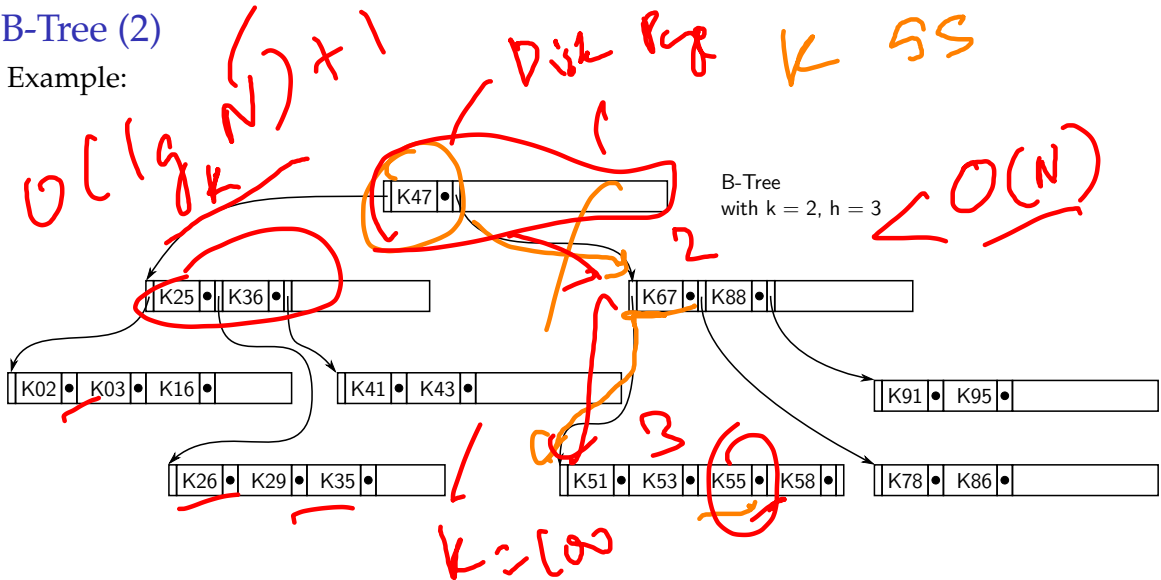 B-Tree (2)
Example:
Disk Page
K 55
O(lg K N) + 1
1
K47
B-Tree
with k = 2, h = 3
< O(N)
2
K25 K36
K67 K88
K02 K03 K16
K41 K43
K91 K95
3
K26 K29 K35
K51 K53 K55 K58
K78 K86
K = 100